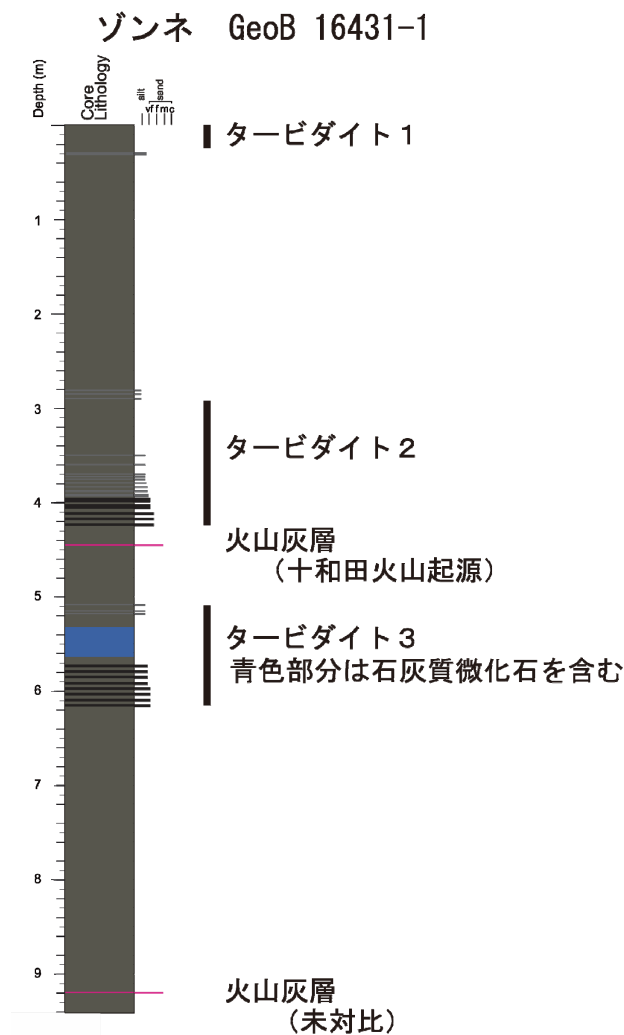 ゾンネ GeoB 16431-1
Depth (m)
Core
Lithology
silt
sand
vf f m c
タービダイト 1
1
2
3
タービダイト 2
4
火山灰層
(十和田火山起源)
5
タービダイト 3
青色部分は石灰質微化石を含む
6
7
8
9
火山灰層
(未対比)